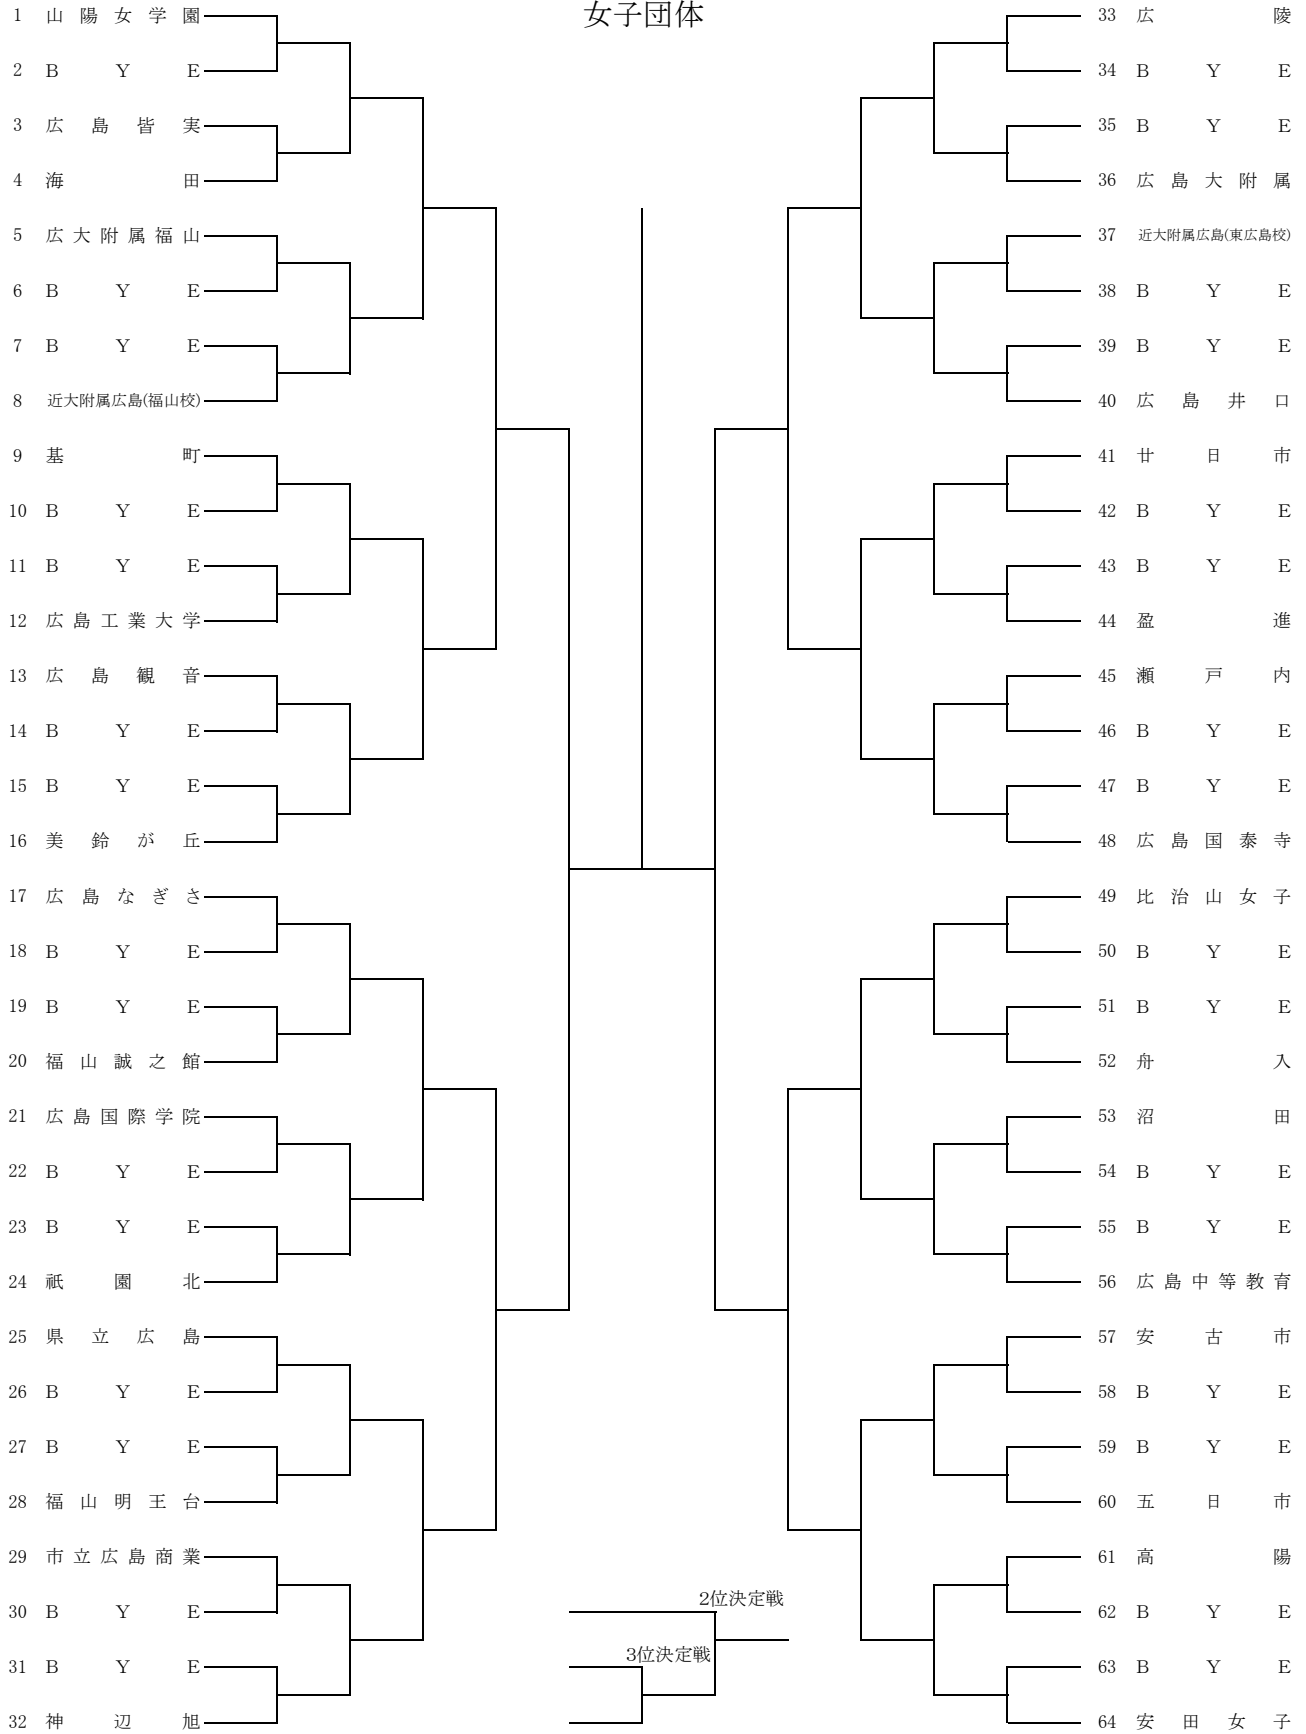 女子団体
1 山陽女学園
2 BYE
3 広島皆実
4 海田
5 広大附属福山
6 BYE
7 BYE
8 近大附属広島(福山校)
9 基町
10 BYE
11 BYE
12 広島工業大学
13 広島観音
14 BYE
15 BYE
16 美鈴が丘
17 広島なぎさ
18 BYE
19 BYE
20 福山誠之館
21 広島国際学院
22 BYE
23 BYE
24 祇園北
25 県立広島
26 BYE
27 BYE
28 福山明王台
29 市立広島商業
30 BYE
31 BYE
32 神辺旭
33 広陵
34 BYE
35 BYE
36 広島大附属
37 近大附属広島(東広島校)
38 BYE
39 BYE
40 広島井口
41 廿日市
42 BYE
43 BYE
44 盈進
45 瀬戸内
46 BYE
47 BYE
48 広島国泰寺
49 比治山女子
50 BYE
51 BYE
52 舟入
53 沼田
54 BYE
55 BYE
56 広島中等教育
57 安古市
58 BYE
59 BYE
60 五日市
61 高陽
62 BYE
63 BYE
64 安田女子
2位決定戦
3位決定戦